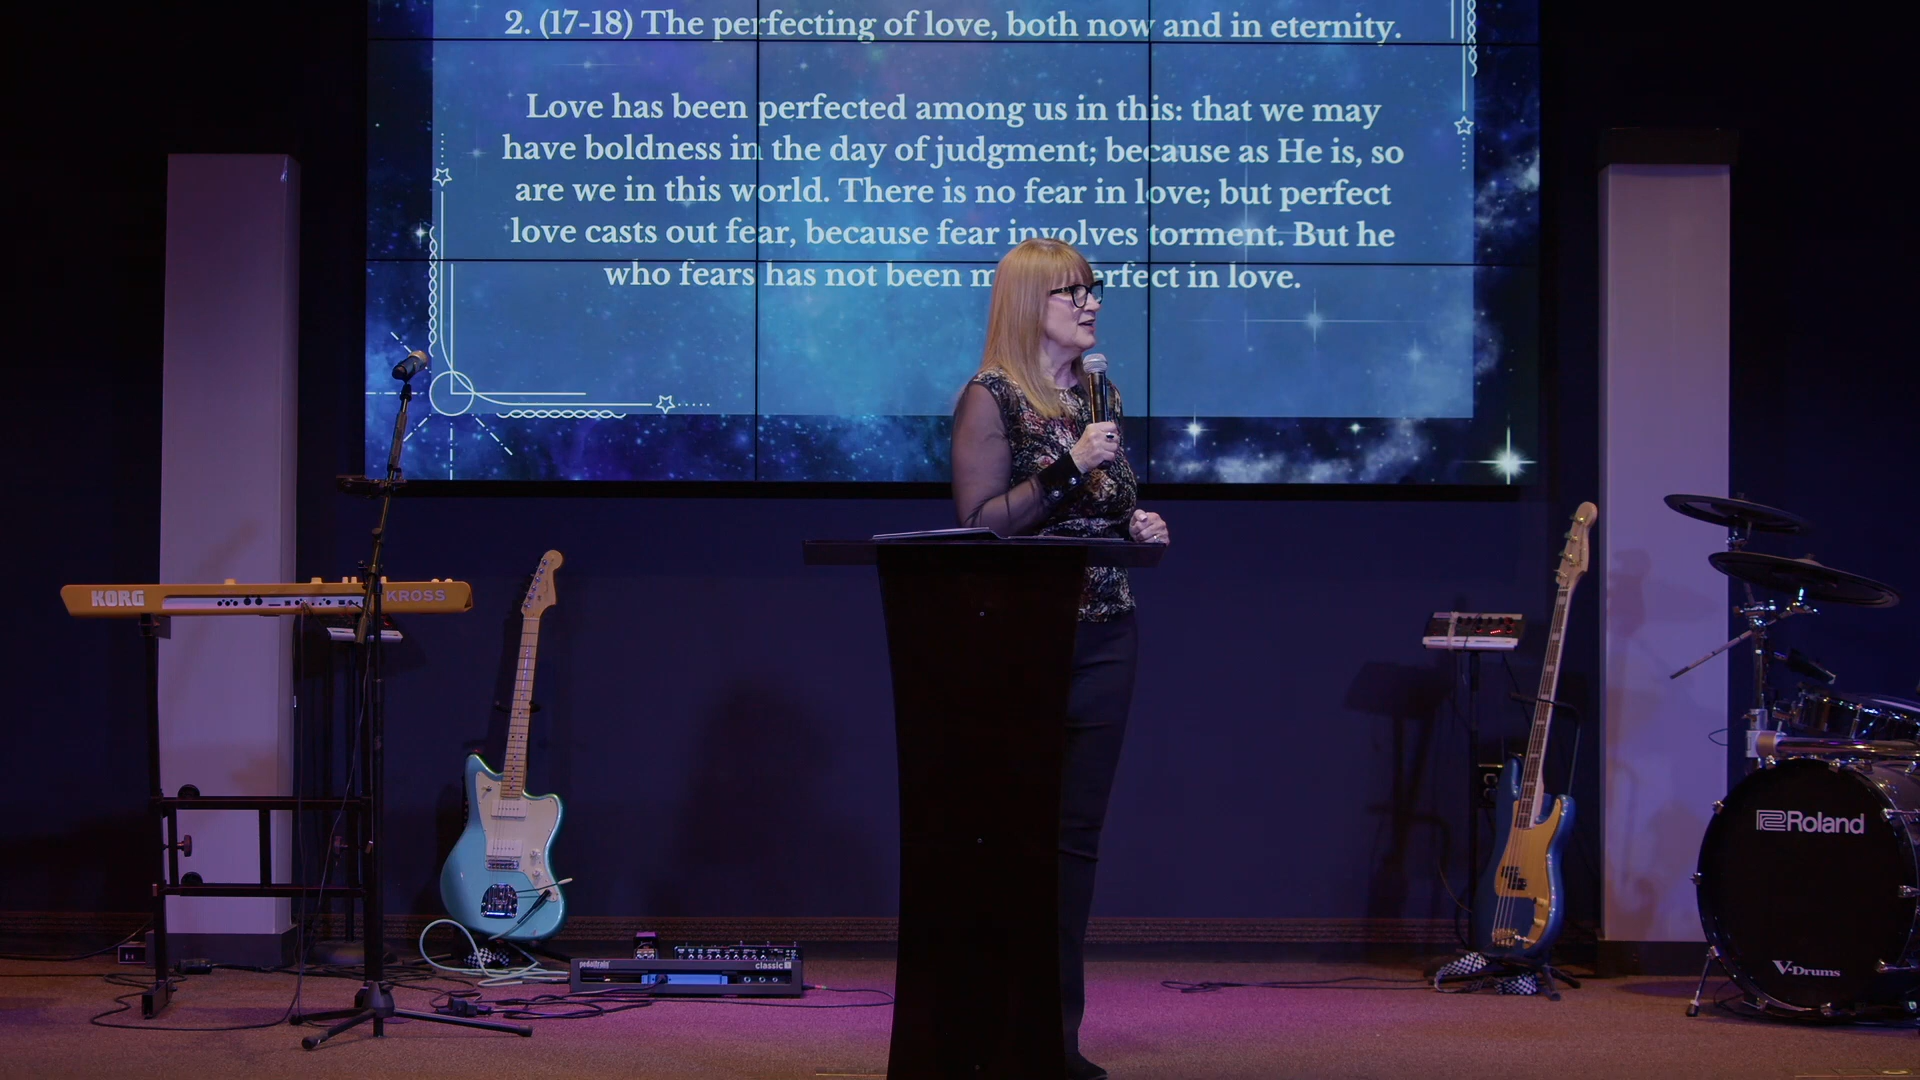 2. (17-18) The perfecting of love, both now and in eternity.
Love has been perfected among us in this: that we may
have boldness in the day of judgment; because as He is, so
are we in this world. There is no fear in love; but perfect
love casts out fear, because fear involves torment. But he
who fears has not been m erfect in love.
KORG
KROSS
pedaltrain
classic
Roland
V-Drums